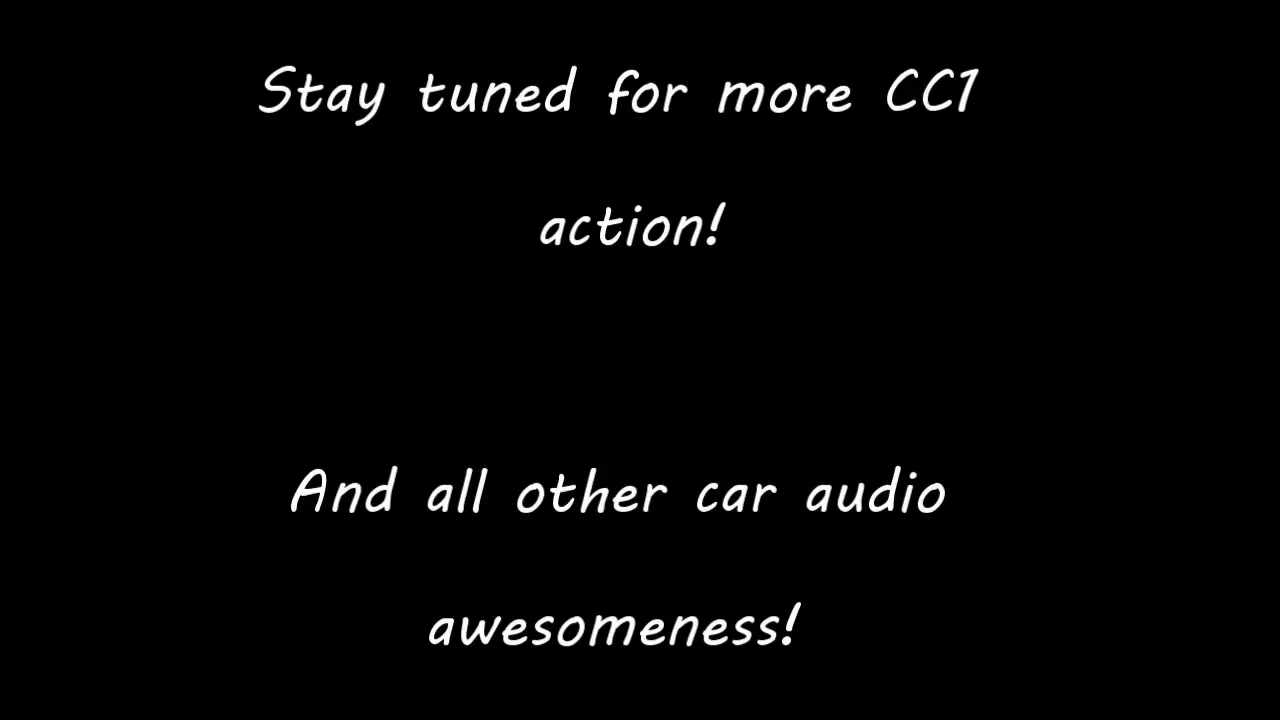 Stay tuned for more CC1
action!
And all other car audio
awesomeness!